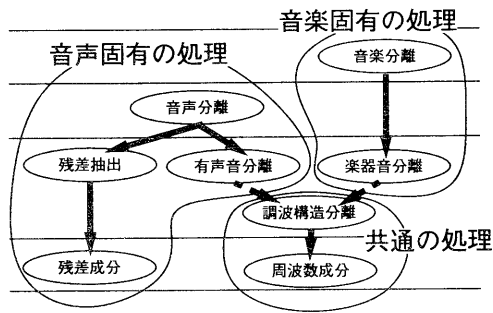 音楽固有の処理
音声固有の処理
音楽分離
音声分離
残差抽出
有声音分離
楽器音分離
調波構造分離
共通の処理
残差成分
周波数成分